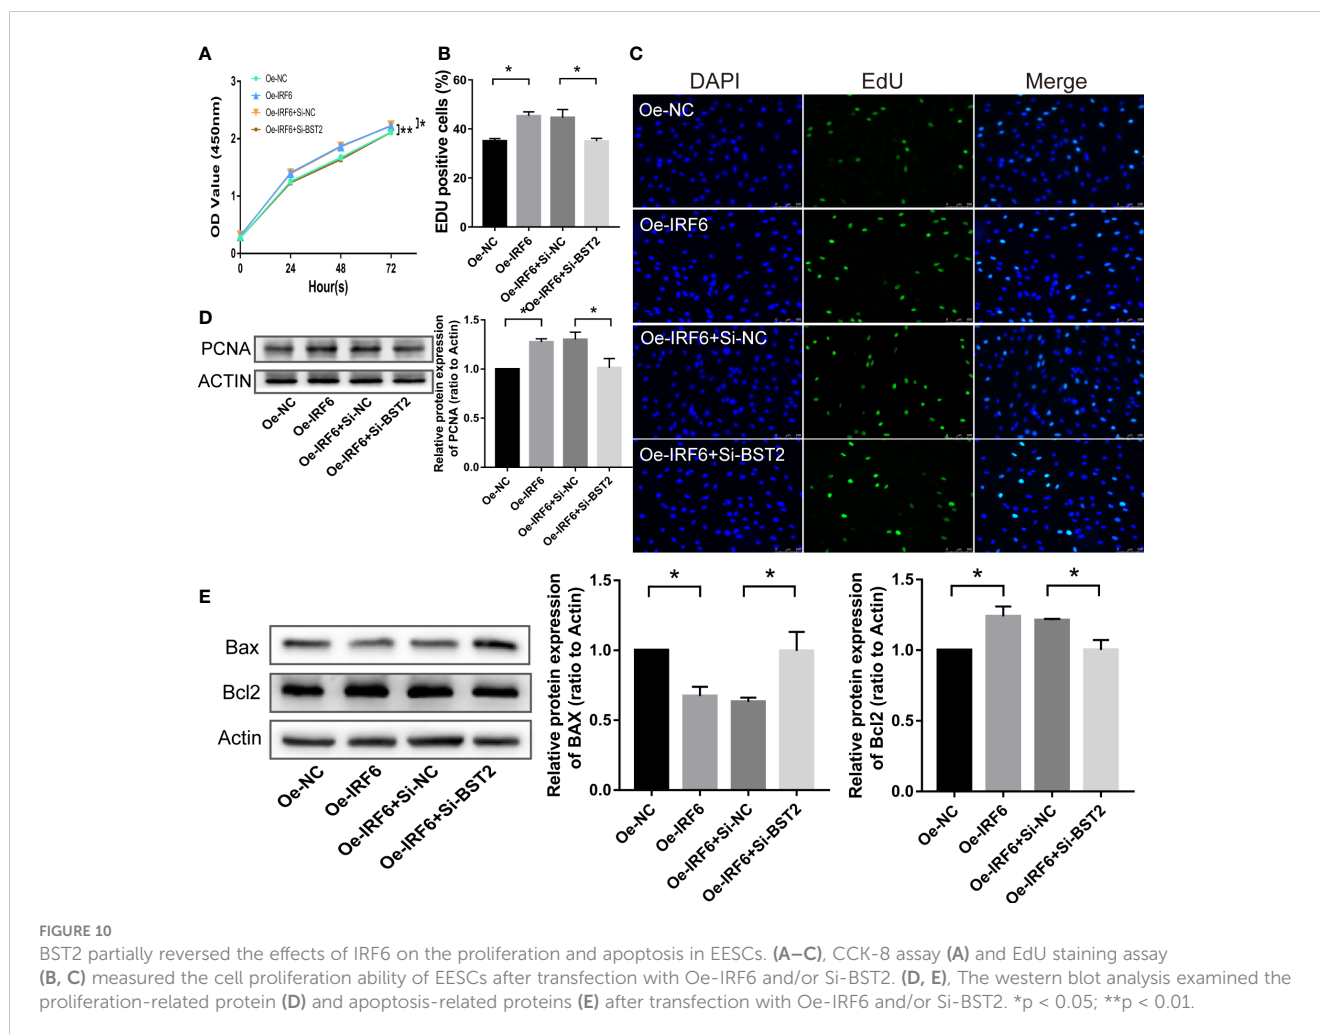 A
Oe-NC
Oe-IRF6
Oe-IRF6+Si-NC
Oe-IRF6+Si-BST2
OD Value (450nm)
3
2
1
0
0
24
48
72
Hour(s)
**
*
B
EDU positive cells (%)
60
40
20
0
*
*
Oe-NC
Oe-IRF6
Oe-IRF6+Si-NC
Oe-IRF6+Si-BST2
C
DAPI
EdU
Merge
Oe-NC
Oe-IRF6
Oe-IRF6+Si-NC
Oe-IRF6+Si-BST2
D
PCNA
ACTIN
Oe-NC
Oe-IRF6
Oe-IRF6+Si-NC
Oe-IRF6+Si-BST2
Relative protein expression
of PCNA (ratio to Actin)
1.5
1.0
0.5
0.0
*
*
Oe-NC
Oe-IRF6
Oe-IRF6+Si-NC
Oe-IRF6+Si-BST2
E
Bax
Bcl2
Actin
Oe-NC
Oe-IRF6
Oe-IRF6+Si-NC
Oe-IRF6+Si-BST2
Relative protein expression
of BAX (ratio to Actin)
1.5
1.0
0.5
0.0
*
*
Oe-NC
Oe-IRF6
Oe-IRF6+Si-NC
Oe-IRF6+Si-BST2
Relative protein expression
of Bcl2 (ratio to Actin)
1.5
1.0
0.5
0.0
*
*
Oe-NC
Oe-IRF6
Oe-IRF6+Si-NC
Oe-IRF6+Si-BST2
FIGURE 10
BST2 partially reversed the effects of IRF6 on the proliferation and apoptosis in EESCs. (A–C), CCK-8 assay (A) and EdU staining assay
(B, C) measured the cell proliferation ability of EESCs after transfection with Oe-IRF6 and/or Si-BST2. (D, E), The western blot analysis examined the
proliferation-related protein (D) and apoptosis-related proteins (E) after transfection with Oe-IRF6 and/or Si-BST2. *p < 0.05; **p < 0.01.